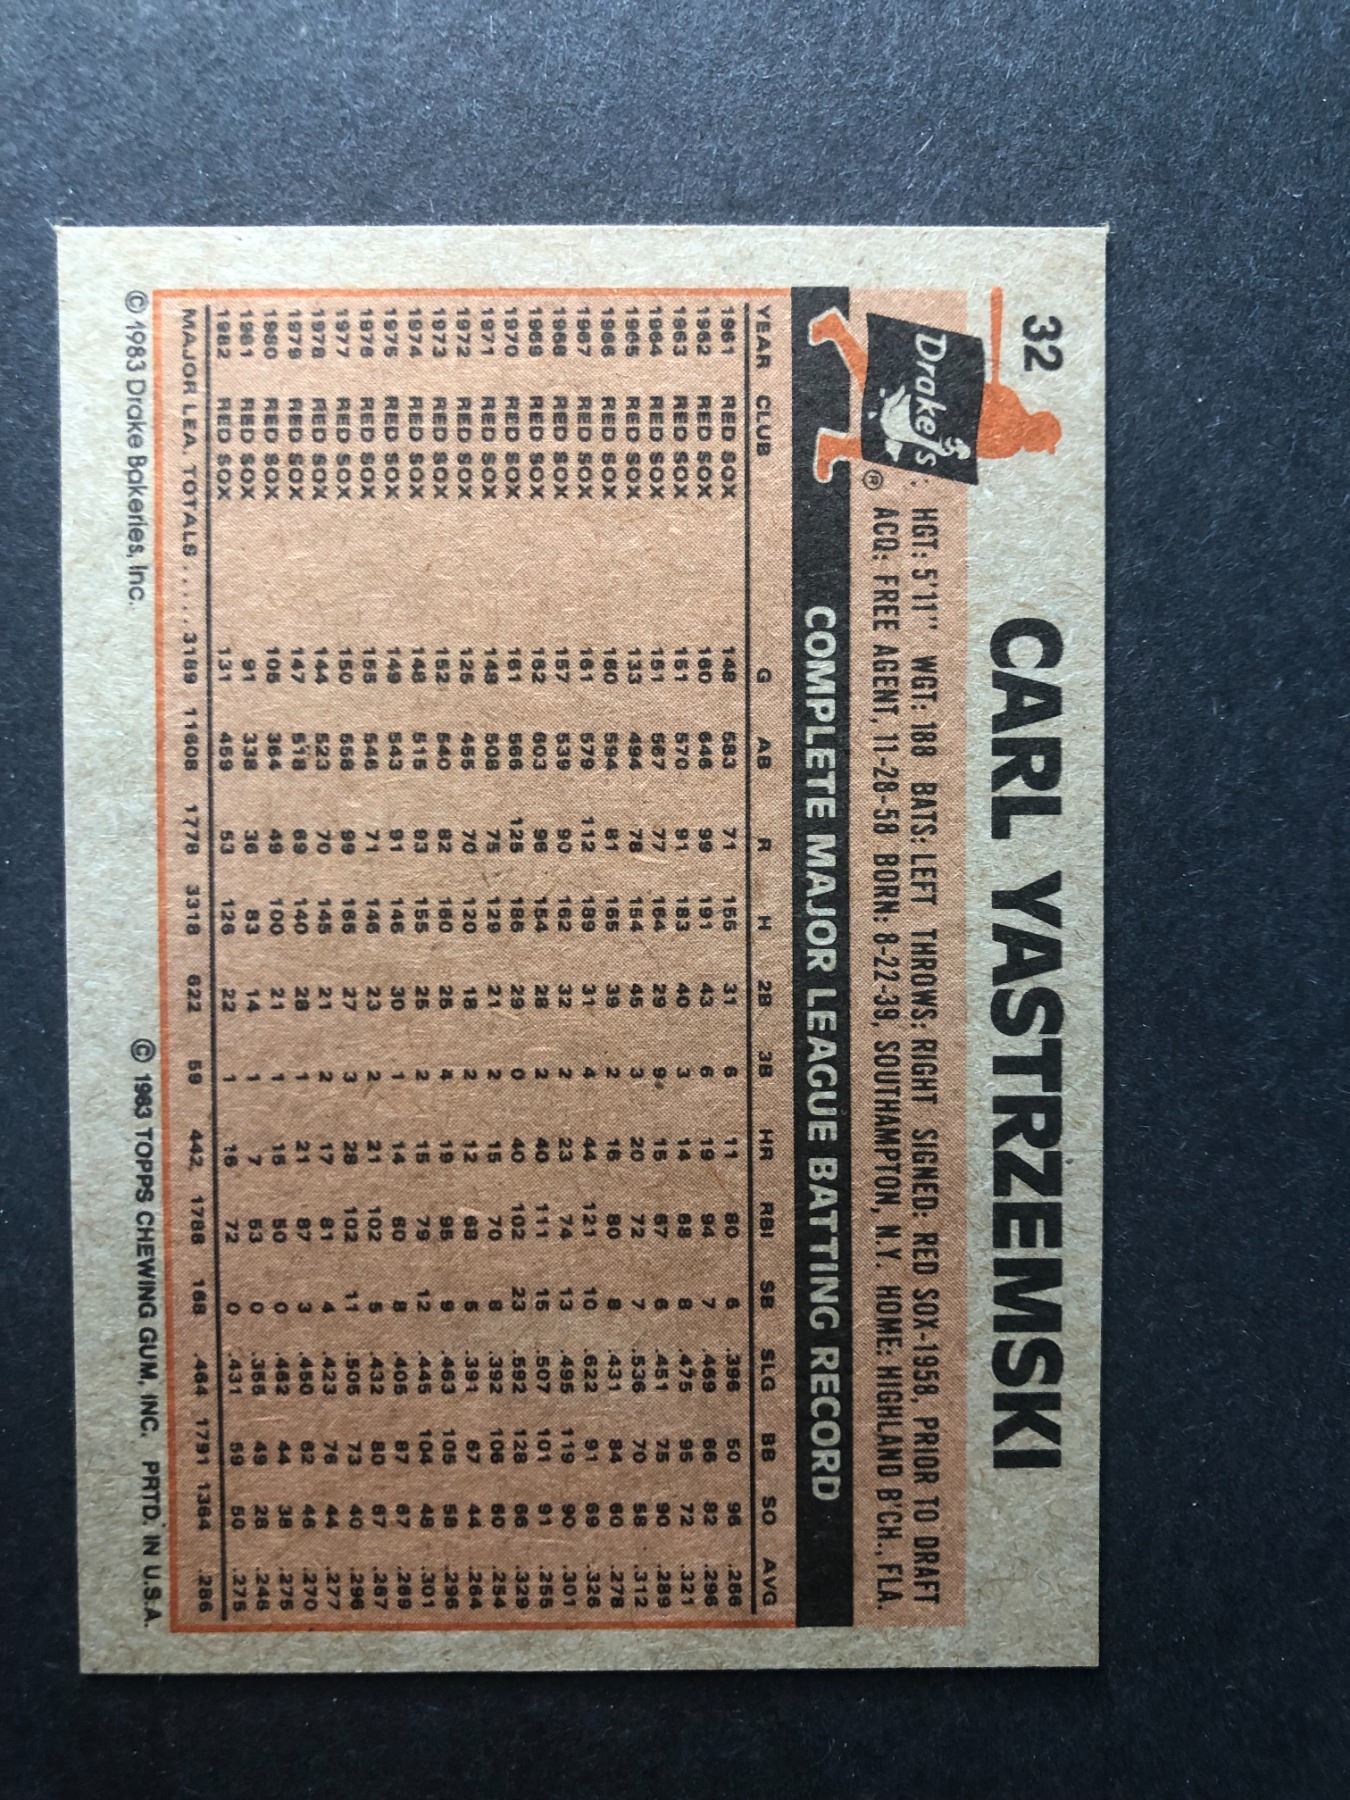 32
CARL YASTRZEMSKI
Drake's ®
HGT: 5'11" WGT: 188 BATS: LEFT THROWS: RIGHT SIGNED: RED SOX-1958, PRIOR TO DRAFT
ACQ: FREE AGENT, 11-28-58 BORN: 8-22-39, SOUTHAMPTON, N.Y. HOME: HIGHLAND B'CH., FLA.
COMPLETE MAJOR LEAGUE BATTING RECORD
YEAR CLUB G AB R H 2B 3B HR RBI SB SLG BB SO AVG
1961 RED SOX 148 583 71 155 31 6 11 80 6 .396 50 96 .266
1962 RED SOX 160 646 99 191 43 6 19 94 7 .469 66 82 .296
1963 RED SOX 151 570 91 183 40 3 14 68 8 .475 95 72 .321
1964 RED SOX 151 567 77 164 29 9 15 67 6 .451 75 90 .289
1965 RED SOX 133 494 78 154 45 3 20 72 7 .536 70 58 .312
1966 RED SOX 160 594 81 165 39 2 16 80 8 .431 84 60 .278
1967 RED SOX 161 579 112 189 31 4 44 121 10 .622 91 69 .326
1968 RED SOX 157 539 90 162 32 2 23 74 13 .495 119 90 .301
1969 RED SOX 162 603 96 154 28 2 40 111 15 .507 101 91 .255
1970 RED SOX 161 566 125 186 29 0 40 102 23 .592 128 66 .329
1971 RED SOX 148 508 75 129 21 2 15 70 8 .392 106 60 .254
1972 RED SOX 125 455 70 120 18 2 12 68 5 .391 67 44 .264
1973 RED SOX 152 540 82 160 25 4 19 95 9 .463 105 58 .296
1974 RED SOX 148 515 93 155 25 2 15 79 12 .445 104 48 .301
1975 RED SOX 149 543 91 146 30 1 14 60 8 .405 87 67 .269
1976 RED SOX 155 546 71 146 23 2 21 102 5 .432 80 67 .267
1977 RED SOX 150 558 99 165 27 3 28 102 11 .505 73 40 .296
1978 RED SOX 144 523 70 145 21 2 17 81 4 .423 76 44 .277
1979 RED SOX 147 518 69 140 28 1 21 87 3 .450 62 46 .270
1980 RED SOX 105 364 49 100 21 1 15 50 0 .462 44 38 .275
1981 RED SOX 91 338 36 83 14 1 7 53 0 .355 49 28 .246
1982 RED SOX 131 459 53 126 22 1 16 72 0 .431 59 50 .275
MAJOR LEA. TOTALS..... 3189 11608 1778 3318 622 59 442 1786 168 .464 1791 1364 .286
© 1983 Drake Bakeries, Inc.
© 1983 TOPPS CHEWING GUM, INC. PRTD. IN U.S.A.